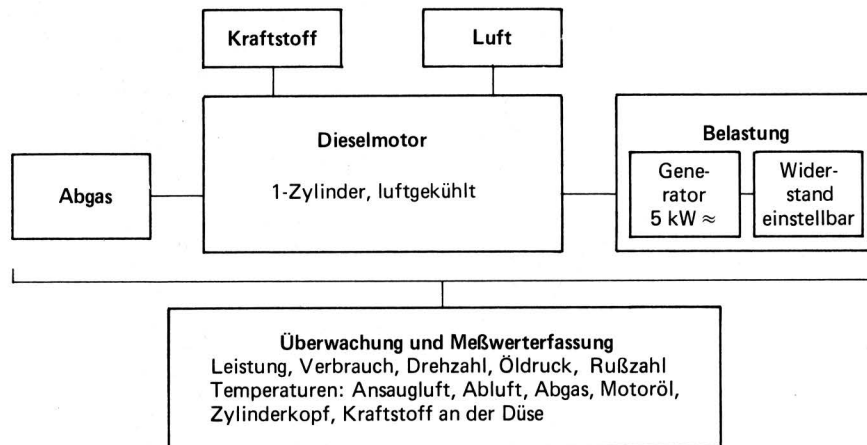 Kraftstoff
Luft
Dieselmotor
1-Zylinder, luftgekühlt
Abgas
Belastung
Gene-
rator
5 kW ≈
Wider-
stand
einstellbar
Überwachung und Meßwerterfassung
Leistung, Verbrauch, Drehzahl, Öldruck, Rußzahl
Temperaturen: Ansaugluft, Abluft, Abgas, Motoröl,
Zylinderkopf, Kraftstoff an der Düse